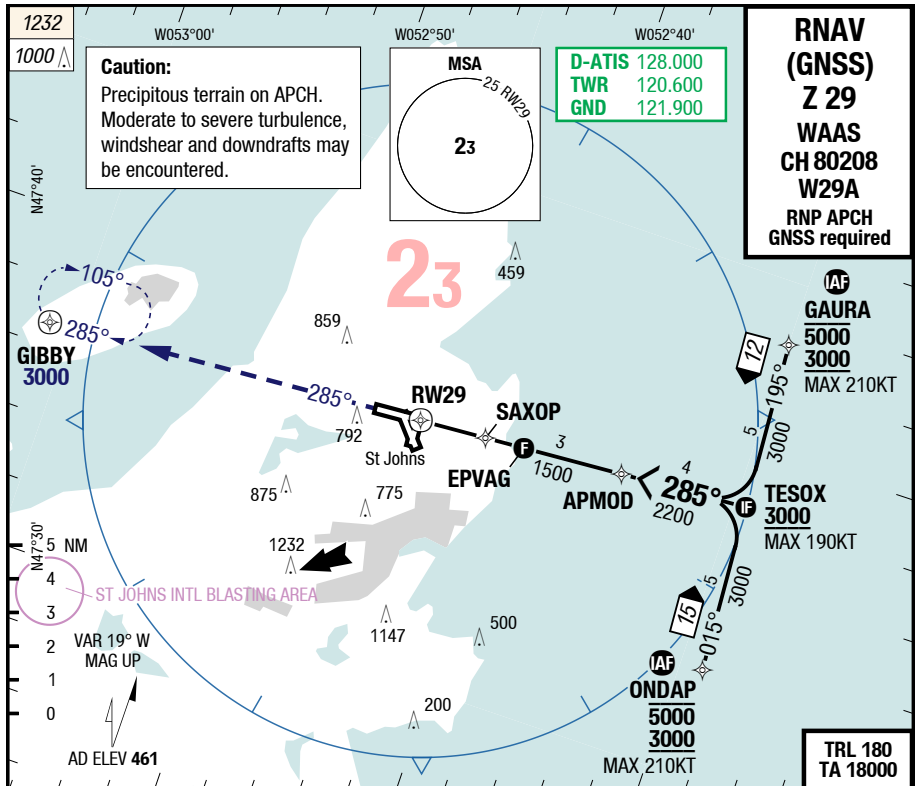 1232
1000
W053°00'
W052°50'
W052°40'
Caution:
Precipitous terrain on APCH.
Moderate to severe turbulence,
windshear and downdrafts may
be encountered.
MSA
25 RW29
23
D-ATIS 128.000
TWR 120.600
GND 121.900
RNAV
(GNSS)
Z 29
WAAS
CH 80208
W29A
RNP APCH
GNSS required
N47°40'
23
459
105°
285°
GIBBY
3000
859
285°
RW29
792
St Johns
SAXOP
3
EPVAG
F
1500
APMOD
4
285°
2200
IAF
GAURA
5000
3000
MAX 210KT
12
195°
5
3000
IF
TESOX
3000
MAX 190KT
875
775
1232
N47°30'
5 NM
4
3
2
1
0
ST JOHNS INTL BLASTING AREA
1147
500
200
15
5
3000
015°
IAF
ONDAP
5000
3000
MAX 210KT
VAR 19° W
MAG UP
AD ELEV 461
TRL 180
TA 18000